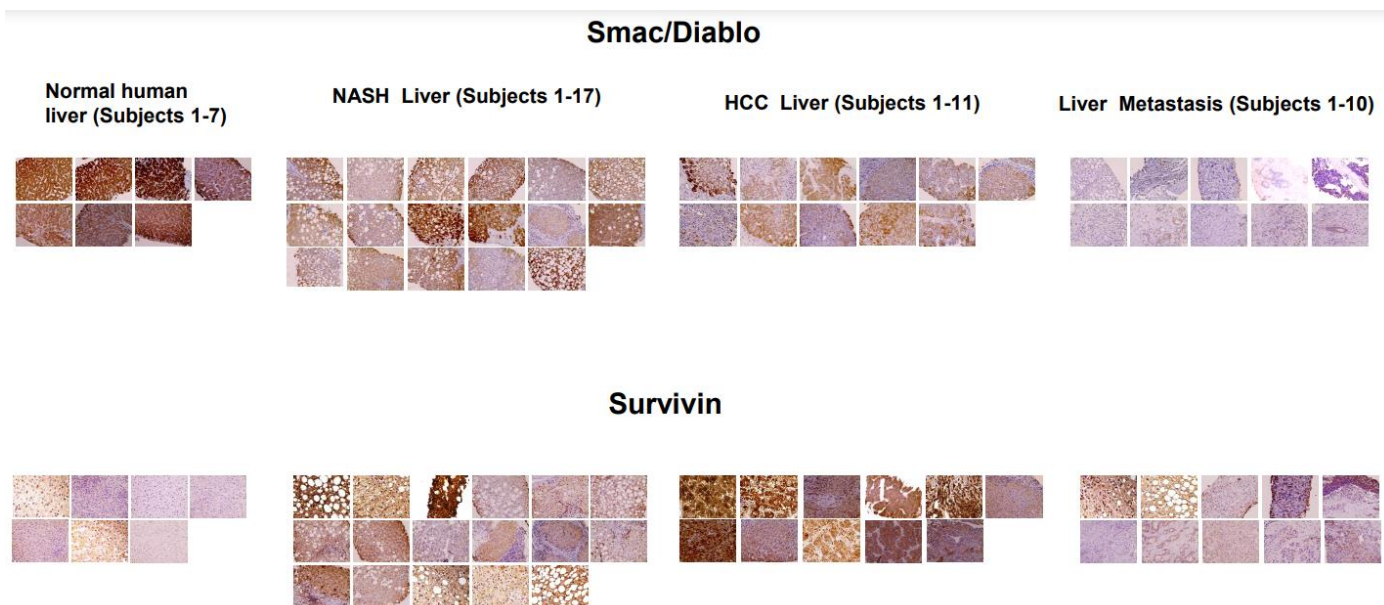 Smac/Diablo
Normal human
liver (Subjects 1-7)
NASH Liver (Subjects 1-17)
HCC Liver (Subjects 1-11)
Liver Metastasis (Subjects 1-10)
Survivin